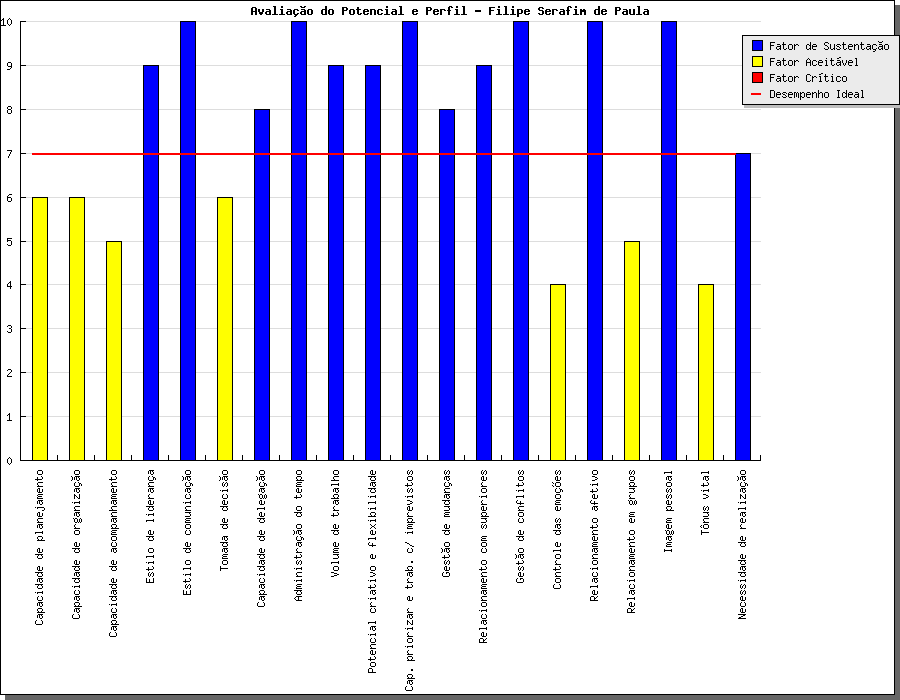 Avaliação do Potencial e Perfil - Filipe Serafim de Paula
Fator de Sustentação
Fator Aceitável
Fator Crítico
Desempenho Ideal
10
9
8
7
6
5
4
3
2
1
0
Capacidade de planejamento
Capacidade de organização
Capacidade de acompanhamento
Estilo de liderança
Estilo de comunicação
Tomada de decisão
Capacidade de delegação
Administração do tempo
Volume de trabalho
Potencial criativo e flexibilidade
Cap. priorizar e trab. c/ imprevistos
Gestão de mudanças
Relacionamento com superiores
Gestão de conflitos
Controle das emoções
Relacionamento afetivo
Relacionamento em grupos
Imagem pessoal
Tônus vital
Necessidade de realização